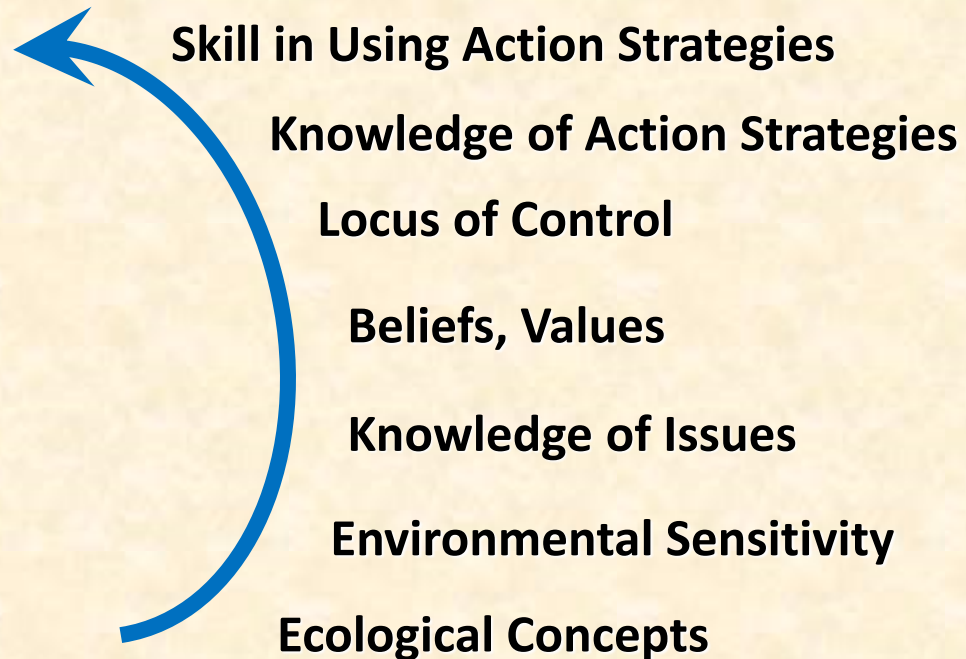 Skill in Using Action Strategies
Knowledge of Action Strategies
Locus of Control
Beliefs, Values
Knowledge of Issues
Environmental Sensitivity
Ecological Concepts